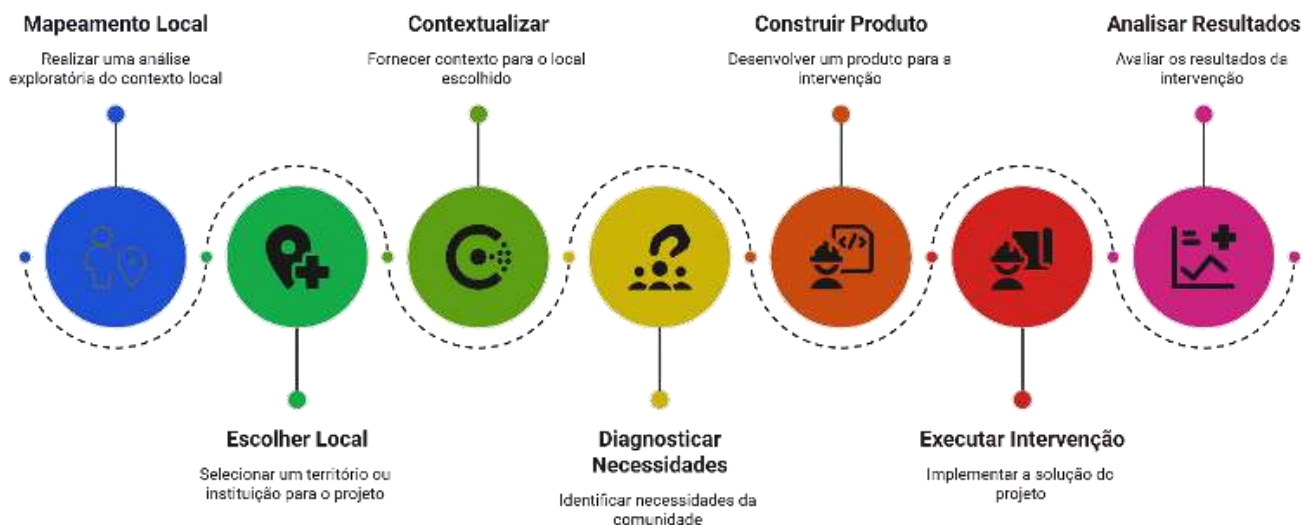 Mapeamento Local
Realizar uma análise
exploratória do contexto local
Contextualizar
Fornecer contexto para o local
escolhido
Construir Produto
Desenvolver um produto para a
intervenção
Analisar Resultados
Avaliar os resultados da
intervenção
</>
Escolher Local
Selecionar um território ou
instituição para o projeto
Diagnosticar
Necessidades
Identificar necessidades da
comunidade
Executar Intervenção
Implementar a solução do
projeto